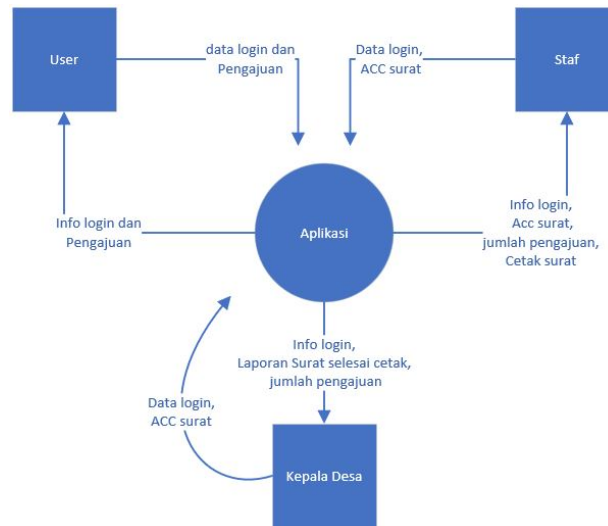 User
data login dan
Pengajuan
Data login,
ACC surat
Staf
Info login dan
Pengajuan
Aplikasi
Info login,
Acc surat,
jumlah pengajuan,
Cetak surat
Info login,
Laporan Surat selesai cetak,
jumlah pengajuan
Data login,
ACC surat
Kepala Desa